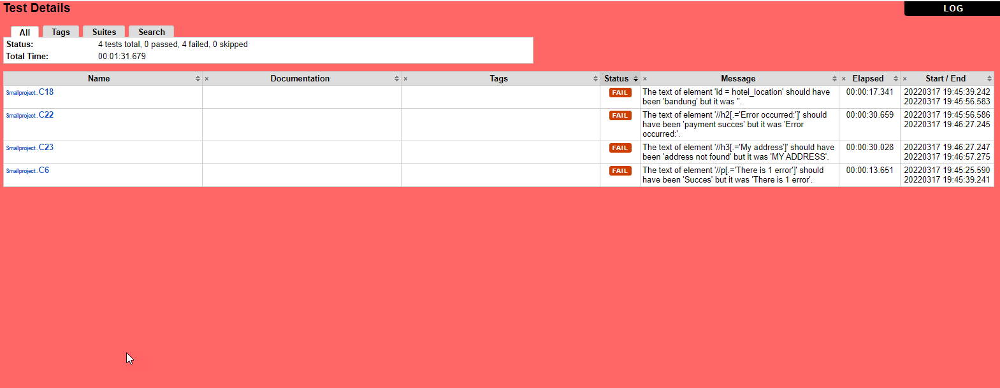 Test Details
LOG
All Tags Suites Search
Status: 4 tests total, 0 passed, 4 failed, 0 skipped
Total Time: 00:01:31.679
Name × Documentation × Tags Status × Message × Elapsed × Start / End
Smallproject.C18 FAIL The text of element 'id = hotel_location' should have 00:00:17.341 20220317 19:45:39.242
been 'bandung' but it was ''. 20220317 19:45:56.583
Smallproject.C22 FAIL The text of element '//h2[.='Error occurred:']' should 00:00:30.659 20220317 19:45:56.586
have been 'payment succes' but it was 'Error 20220317 19:46:27.245
occurred:'.
Smallproject.C23 FAIL The text of element '//h3[.='My address']' should have 00:00:30.028 20220317 19:46:27.247
been 'address not found' but it was 'MY ADDRESS'. 20220317 19:46:57.275
Smallproject.C6 FAIL The text of element '//p[.='There is 1 error']' should 00:00:13.651 20220317 19:45:25.590
have been 'Succes' but it was 'There is 1 error'. 20220317 19:45:39.241